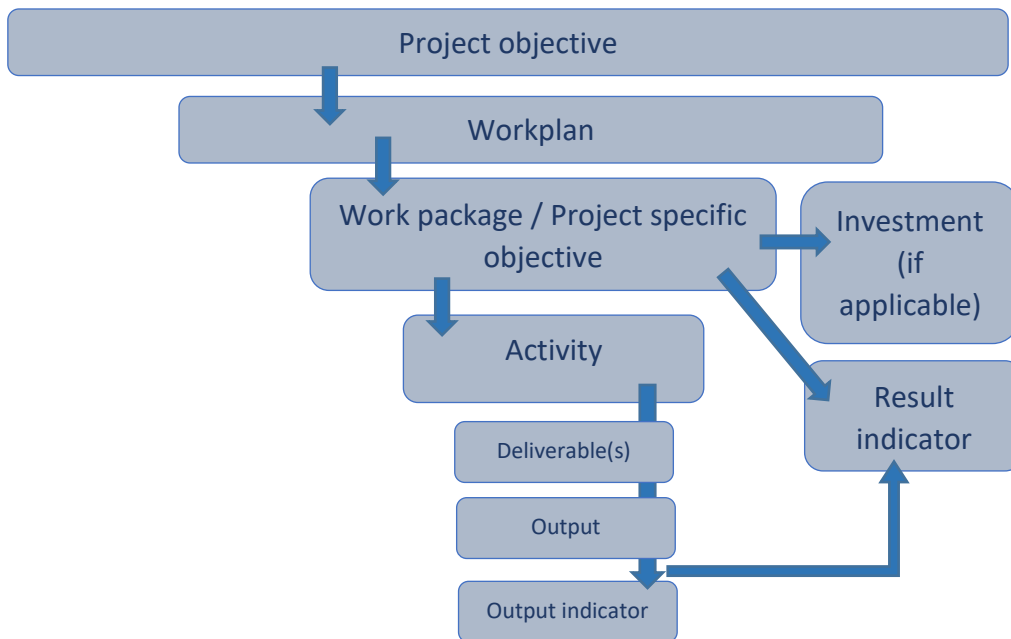 Project objective
Workplan
Work package / Project specific
objective
Investment
(if
applicable)
Activity
Result
indicator
Deliverable(s)
Output
Output indicator